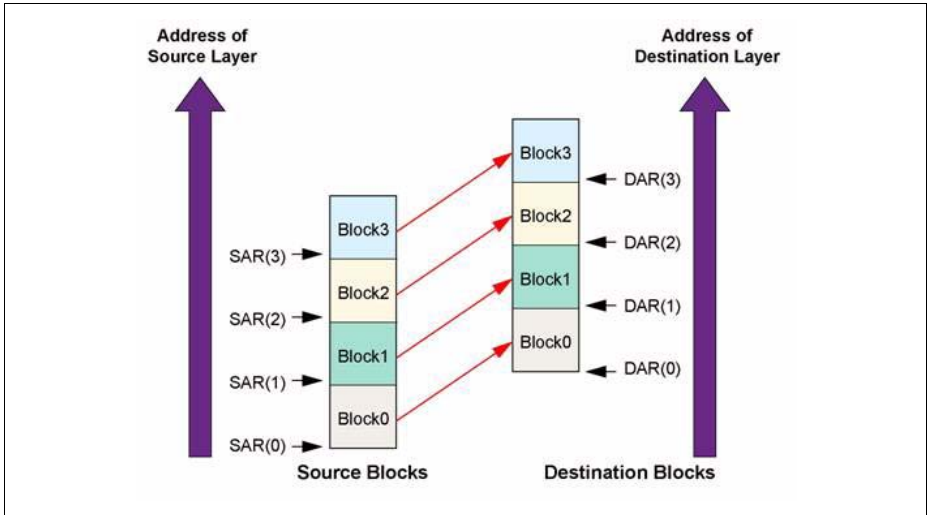 Address of
Source Layer
Address of
Destination Layer
Block3
DAR(3)
Block2
Block3
DAR(2)
SAR(3)
Block1
Block2
DAR(1)
SAR(2)
Block0
Block1
DAR(0)
SAR(1)
Block0
SAR(0)
Source Blocks
Destination Blocks